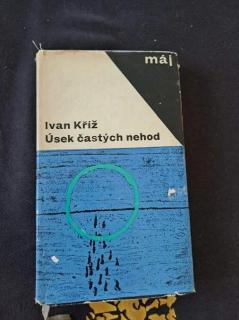 máj
Ivan Kříž
Úsek častých nehod